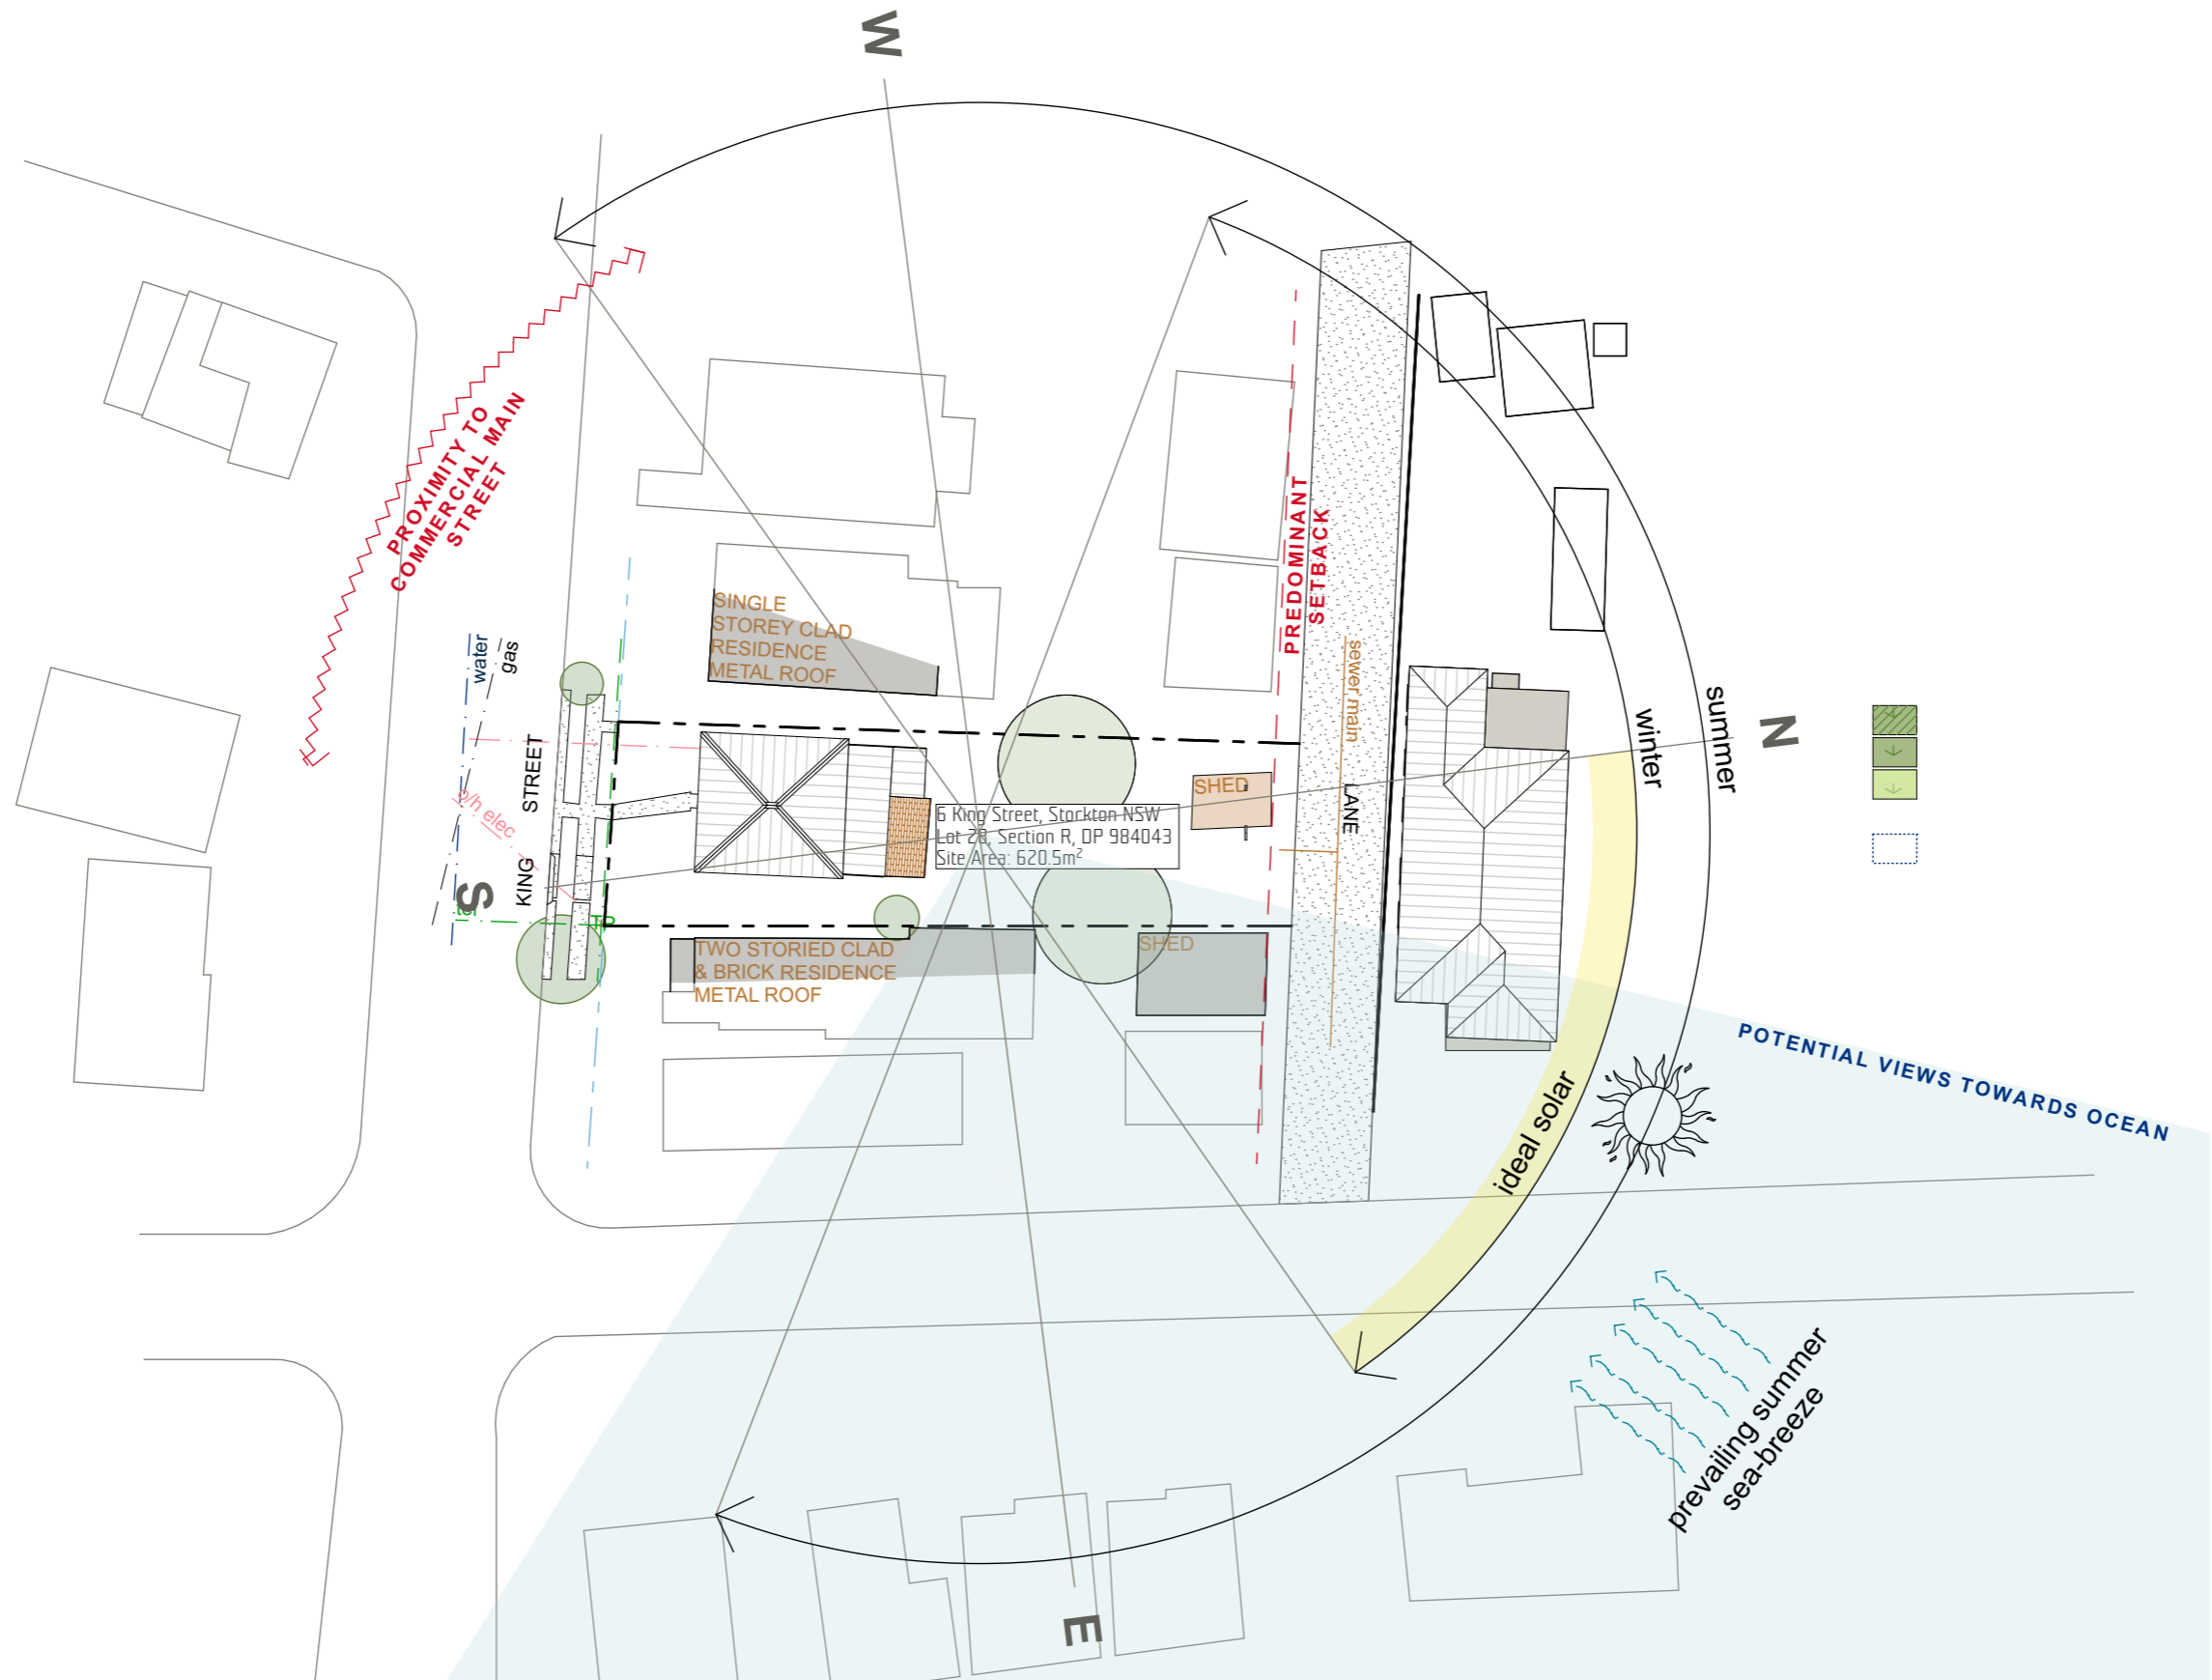 W
PROXIMITY TO
COMMERCIAL MAIN
STREET
PREDOMINANT
SETBACK
SINGLE
STOREY CLAD
RESIDENCE
METAL ROOF
water
gas
sewer main
KING STREET
o/h elec
S
tel
TP
SHED
LANE
6 King Street, Stockton NSW
Lot 28, Section R, DP 984043
Site Area: 620.5m²
winter
summer
N
TWO STORIED CLAD
& BRICK RESIDENCE
METAL ROOF
SHED
POTENTIAL VIEWS TOWARDS OCEAN
ideal solar
prevailing summer
sea-breeze
E